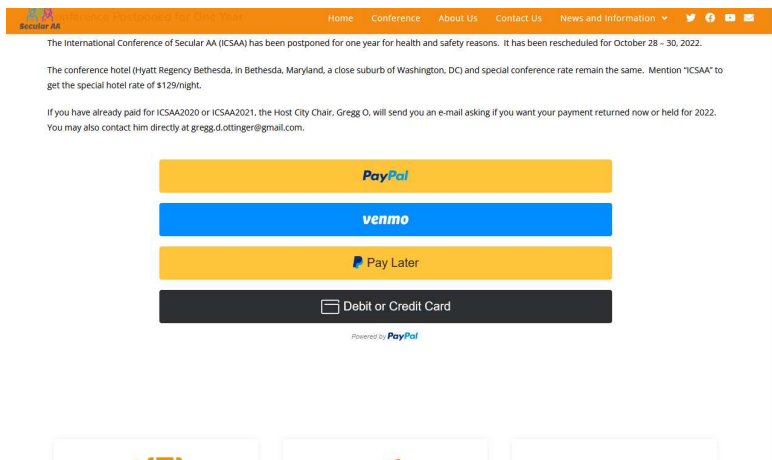 Conference Postponed for One Year
Secular AA
Home Conference About Us Contact Us News and Information
The International Conference of Secular AA (ICSAA) has been postponed for one year for health and safety reasons. It has been rescheduled for October 28 – 30, 2022.
The conference hotel (Hyatt Regency Bethesda, in Bethesda, Maryland, a close suburb of Washington, DC) and special conference rate remain the same. Mention “ICSAA” to
get the special hotel rate of $129/night.
If you have already paid for ICSAA2020 or ICSAA2021, the Host City Chair, Gregg O, will send you an e-mail asking if you want your payment returned now or held for 2022.
You may also contact him directly at gregg.d.ottinger@gmail.com.
PayPal
venmo
Pay Later
Debit or Credit Card
Powered by PayPal